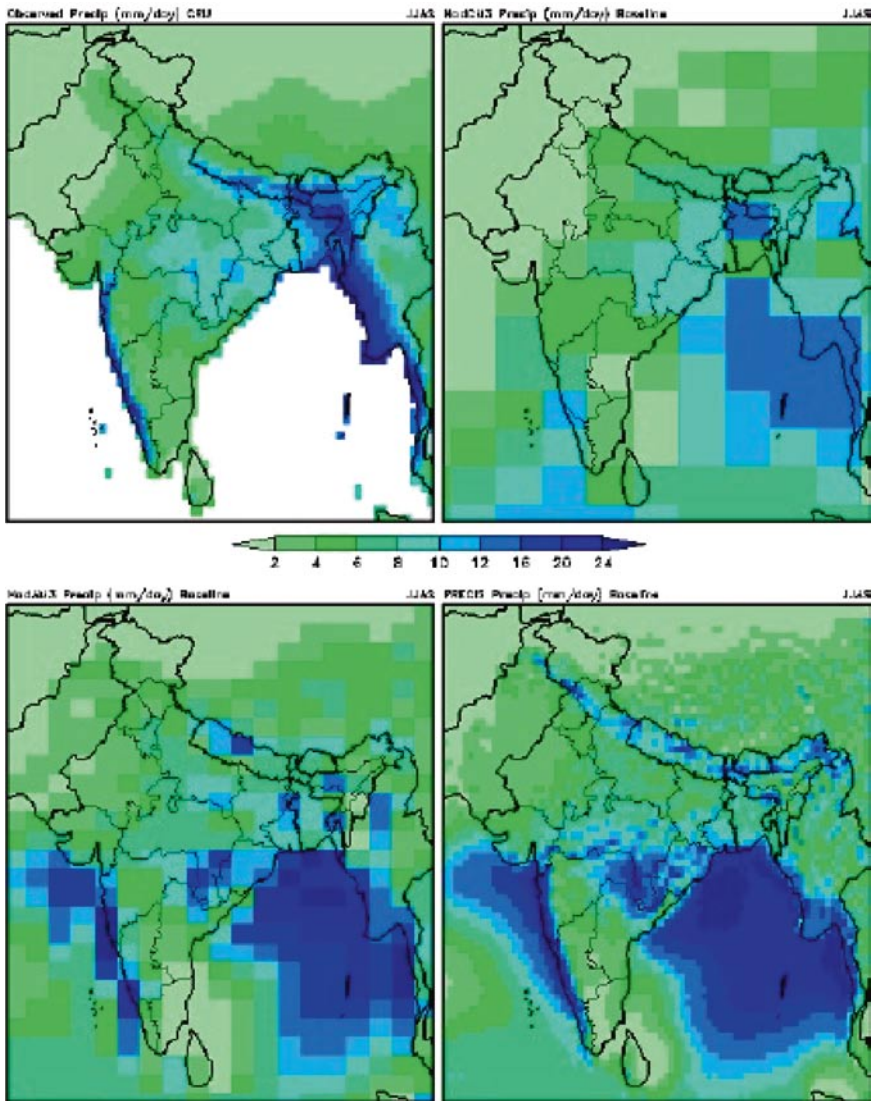 Observed Precip (mm/day) CRU JJAS
HadCM3 Precip (mm/day) Baseline JJAS
2 4 6 8 10 12 16 20 24
HadAM3 Precip (mm/day) Baseline JJAS
PRECIS Precip (mm/day) Baseline JJAS